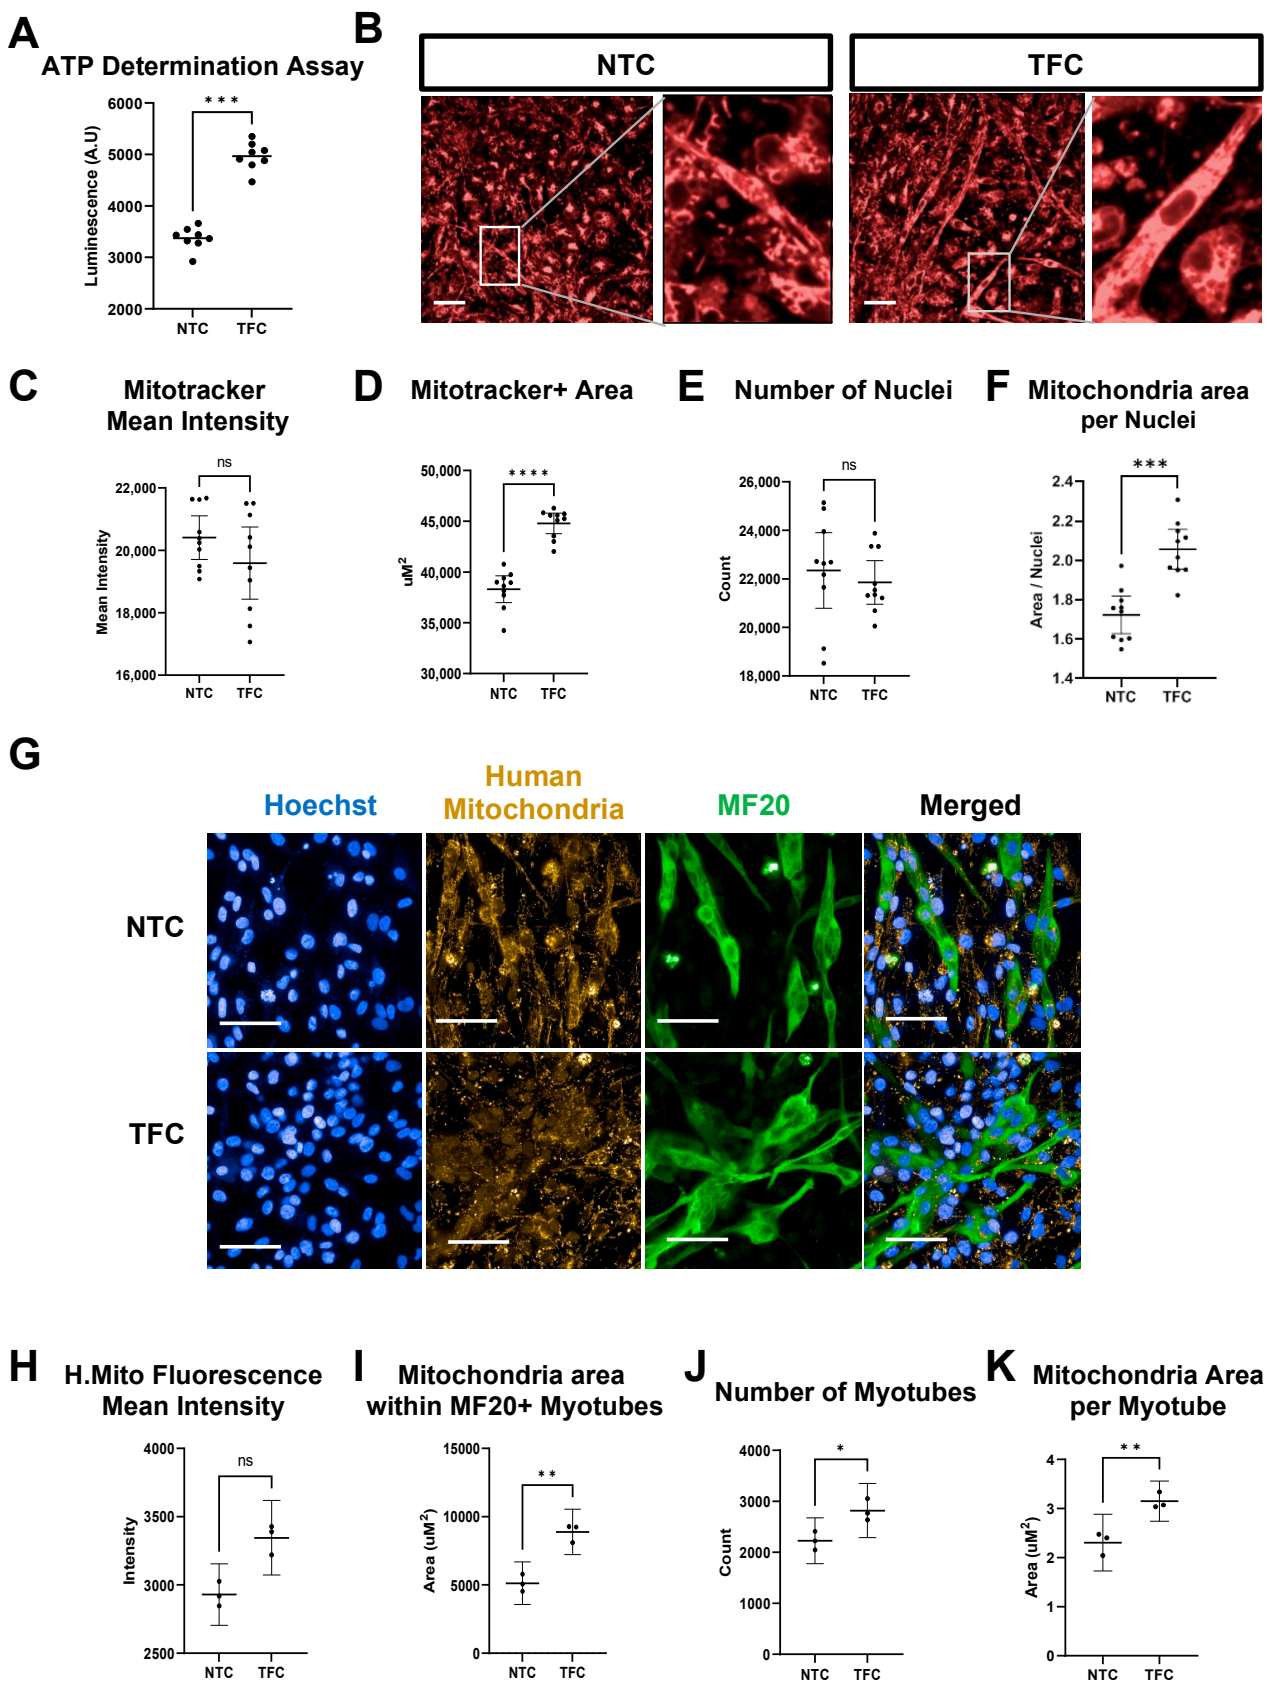 A
ATP Determination Assay
6000
5000
4000
3000
2000
Luminescence (A.U)
***
NTC TFC
B
NTC
TFC
C
Mitotracker
Mean Intensity
ns
22,000
20,000
18,000
16,000
Mean Intensity
NTC TFC
D
Mitotracker+ Area
****
50,000
45,000
40,000
35,000
30,000
uM²
NTC TFC
E
Number of Nuclei
ns
26,000
24,000
22,000
20,000
18,000
Count
NTC TFC
F
Mitochondria area
per Nuclei
***
2.4
2.2
2.0
1.8
1.6
1.4
Area / Nuclei
NTC TFC
G
Hoechst
Human
Mitochondria
MF20
Merged
NTC
TFC
H
H.Mito Fluorescence
Mean Intensity
ns
4000
3500
3000
2500
Intensity
NTC TFC
I
Mitochondria area
within MF20+ Myotubes
**
15000
10000
5000
0
Area (uM²)
NTC TFC
J
Number of Myotubes
*
4000
3000
2000
1000
0
Count
NTC TFC
K
Mitochondria Area
per Myotube
**
4
3
2
1
0
Area (uM²)
NTC TFC